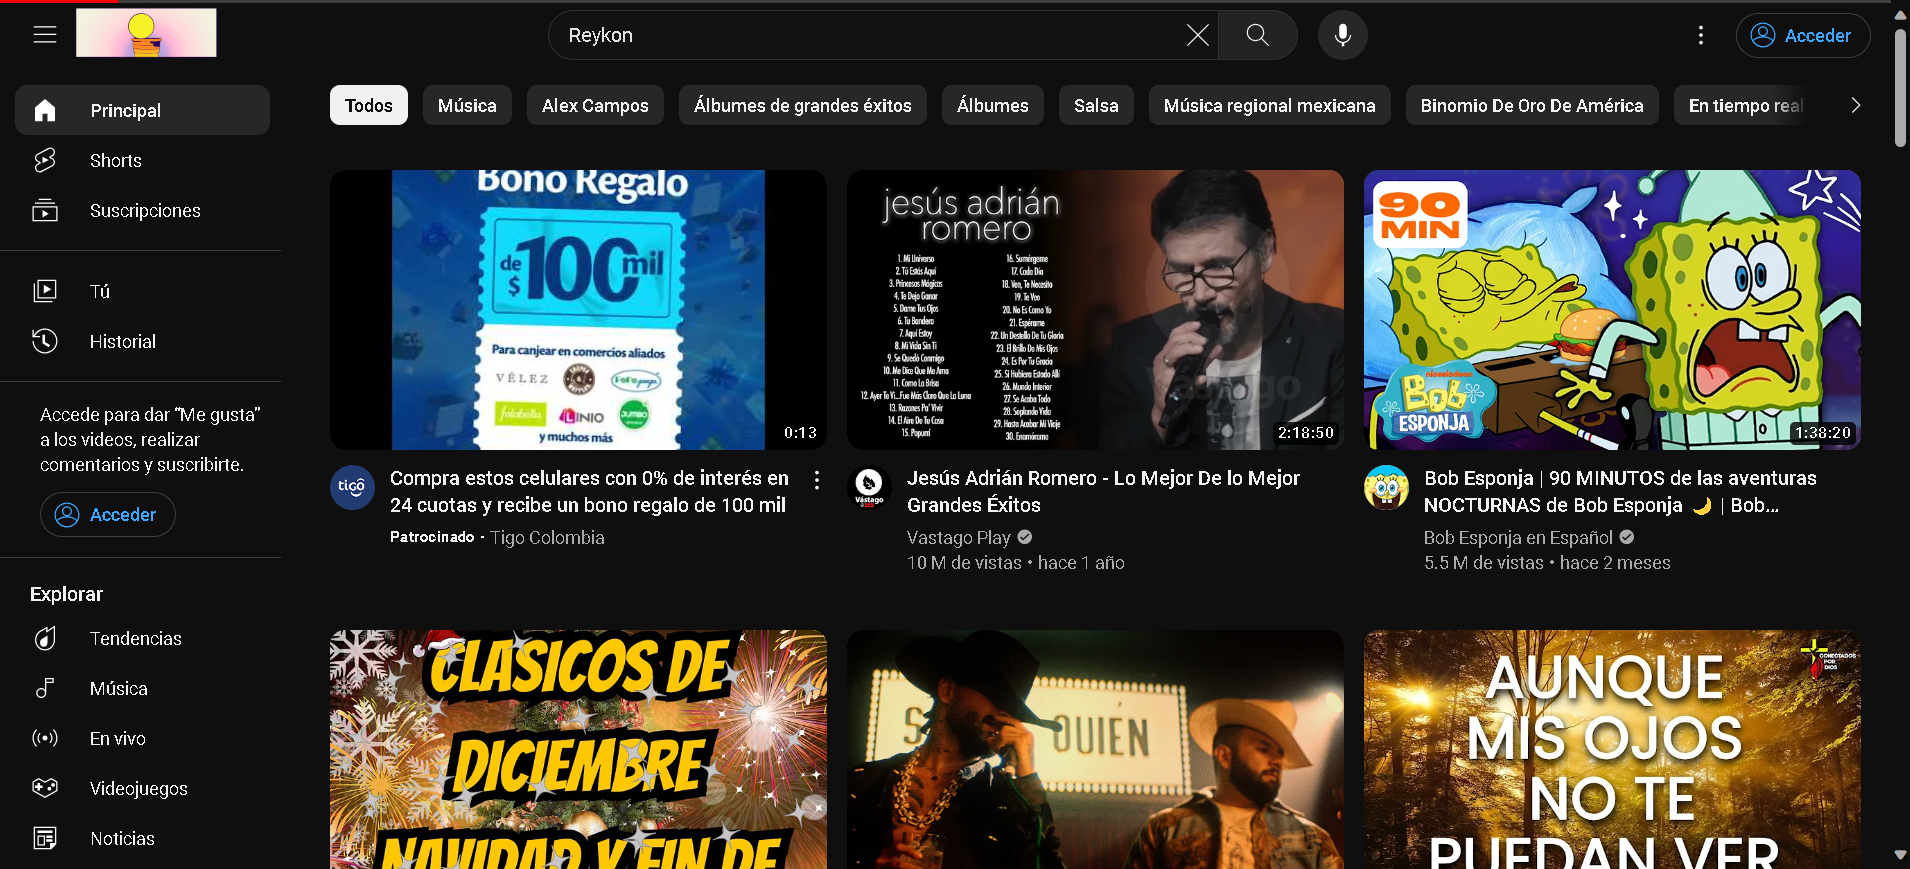 Reykon
Acceder
Principal
Shorts
Suscripciones
Tú
Historial
Accede para dar “Me gusta”
a los videos, realizar
comentarios y suscribirte.
Acceder
Explorar
Tendencias
Música
En vivo
Videojuegos
Noticias
Todos
Música
Alex Campos
Álbumes de grandes éxitos
Álbumes
Salsa
Música regional mexicana
Binomio De Oro De América
En tiempo real
Bono Regalo
de
$100 mil
Para canjear en comercios aliados
VÉLEZ
falabella
LINIO
JUMBO
y muchos más
0:13
tigo
Compra estos celulares con 0% de interés en
24 cuotas y recibe un bono regalo de 100 mil
Patrocinado · Tigo Colombia
jesús adrián
romero
1. Mi Universo
2. Tú Estás Aquí
3. Princesas Mágicas
4. Te Dejo Ganar
5. Dame Tus Ojos
6. Tu Bandera
7. Aquí Estoy
8. Mi Vida Sin Ti
9. Se Quedó Conmigo
10. Me Dice Que Me Ama
11. Como La Brisa
12. Ayer Te Vi...Fue Más Claro Que La Luna
13. Razones Pa' Vivir
14. El Aire De Tu Casa
15. Popurrí
16. Sumérgeme
17. Cada Día
18. Ven, Te Necesito
19. Te Veo
20. No Es Como Yo
21. Espérame
22. Un Destello De Tu Gloria
23. El Brillo De Mis Ojos
24. Es Por Tu Gracia
25. Si Hubiera Estado Allí
26. Mundo Interior
27. Se Acaba Todo
28. Soplando Vida
29. Hasta Acabar Mi Viaje
30. Enamórame
Vastago
2:18:50
Vástago
Jesús Adrián Romero - Lo Mejor De lo Mejor
Grandes Éxitos
Vastago Play
10 M de vistas • hace 1 año
90
MIN
nickelodeon
Bob
ESPONJA
1:38:20
Bob Esponja | 90 MINUTOS de las aventuras
NOCTURNAS de Bob Esponja 🌙 | Bob...
Bob Esponja en Español
5.5 M de vistas • hace 2 meses
CLASICOS DE
DICIEMBRE
NAVIDAD Y FIN DE
QUIÉN
CONECTADOS
POR
DIOS
AUNQUE
MIS OJOS
NO TE
PUEDAN VER